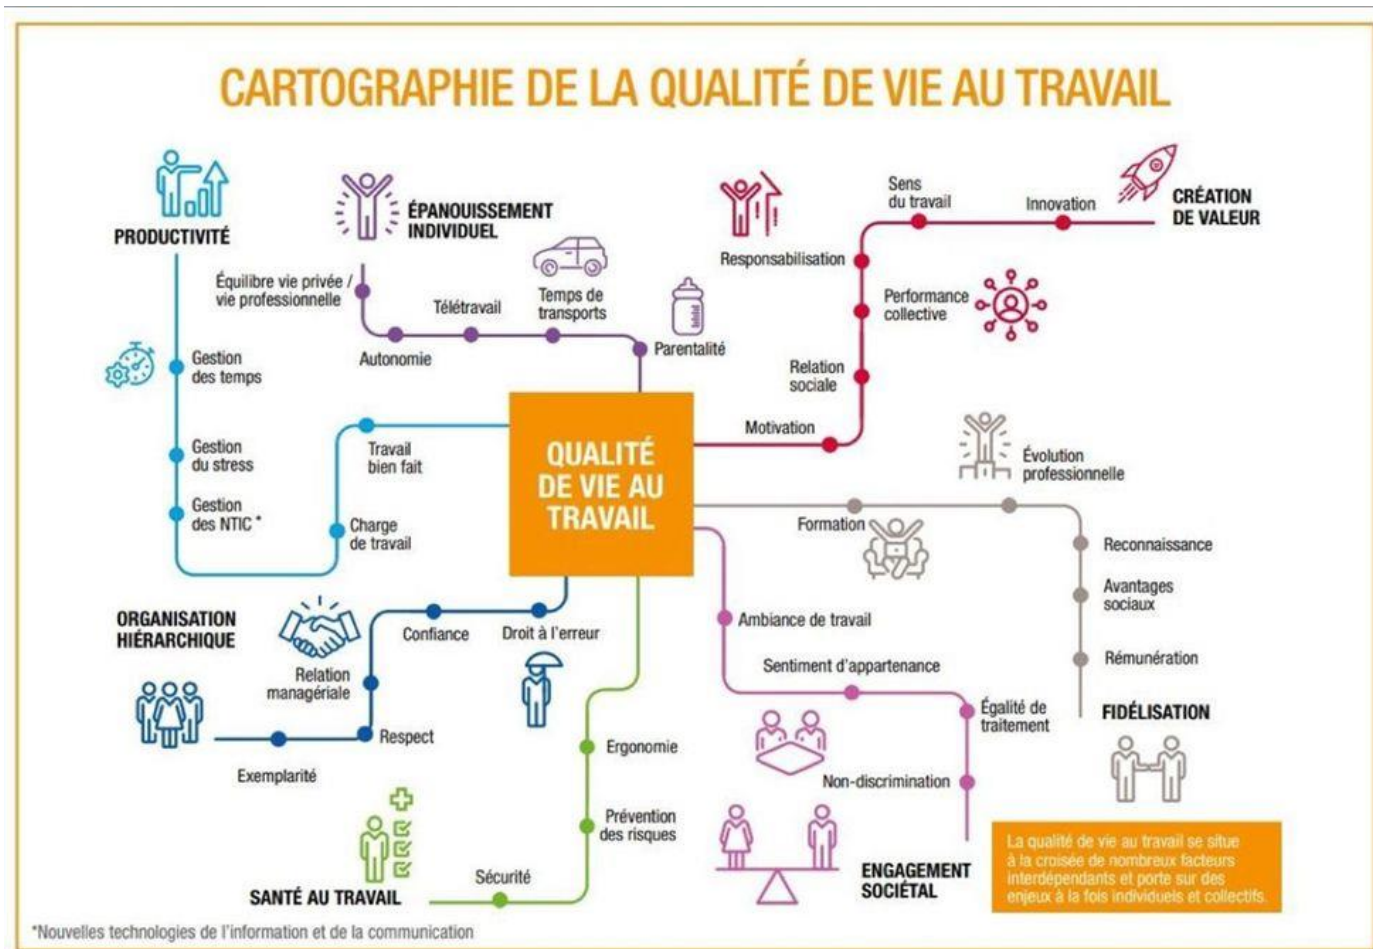 CARTOGRAPHIE DE LA QUALITÉ DE VIE AU TRAVAIL
PRODUCTIVITÉ
Gestion
des temps
Gestion
du stress
Gestion
des NTIC *
Charge
de travail
Travail
bien fait
ÉPANOUISSEMENT
INDIVIDUEL
Équilibre vie privée /
vie professionnelle
Autonomie
Télétravail
Temps de
transports
Parentalité
CRÉATION
DE VALEUR
Innovation
Sens
du travail
Responsabilisation
Performance
collective
Relation
sociale
Motivation
QUALITÉ
DE VIE AU
TRAVAIL
Formation
Évolution
professionnelle
Reconnaissance
Avantages
sociaux
Rémunération
FIDÉLISATION
ORGANISATION
HIÉRARCHIQUE
Exemplarité
Respect
Relation
managériale
Confiance
Droit à l'erreur
Ergonomie
Prévention
des risques
Sécurité
SANTÉ AU TRAVAIL
Ambiance de travail
Sentiment d'appartenance
Égalité de
traitement
Non-discrimination
ENGAGEMENT
SOCIÉTAL
La qualité de vie au travail se situe
à la croisée de nombreux facteurs
interdépendants et porte sur des
enjeux à la fois individuels et collectifs.
*Nouvelles technologies de l'information et de la communication